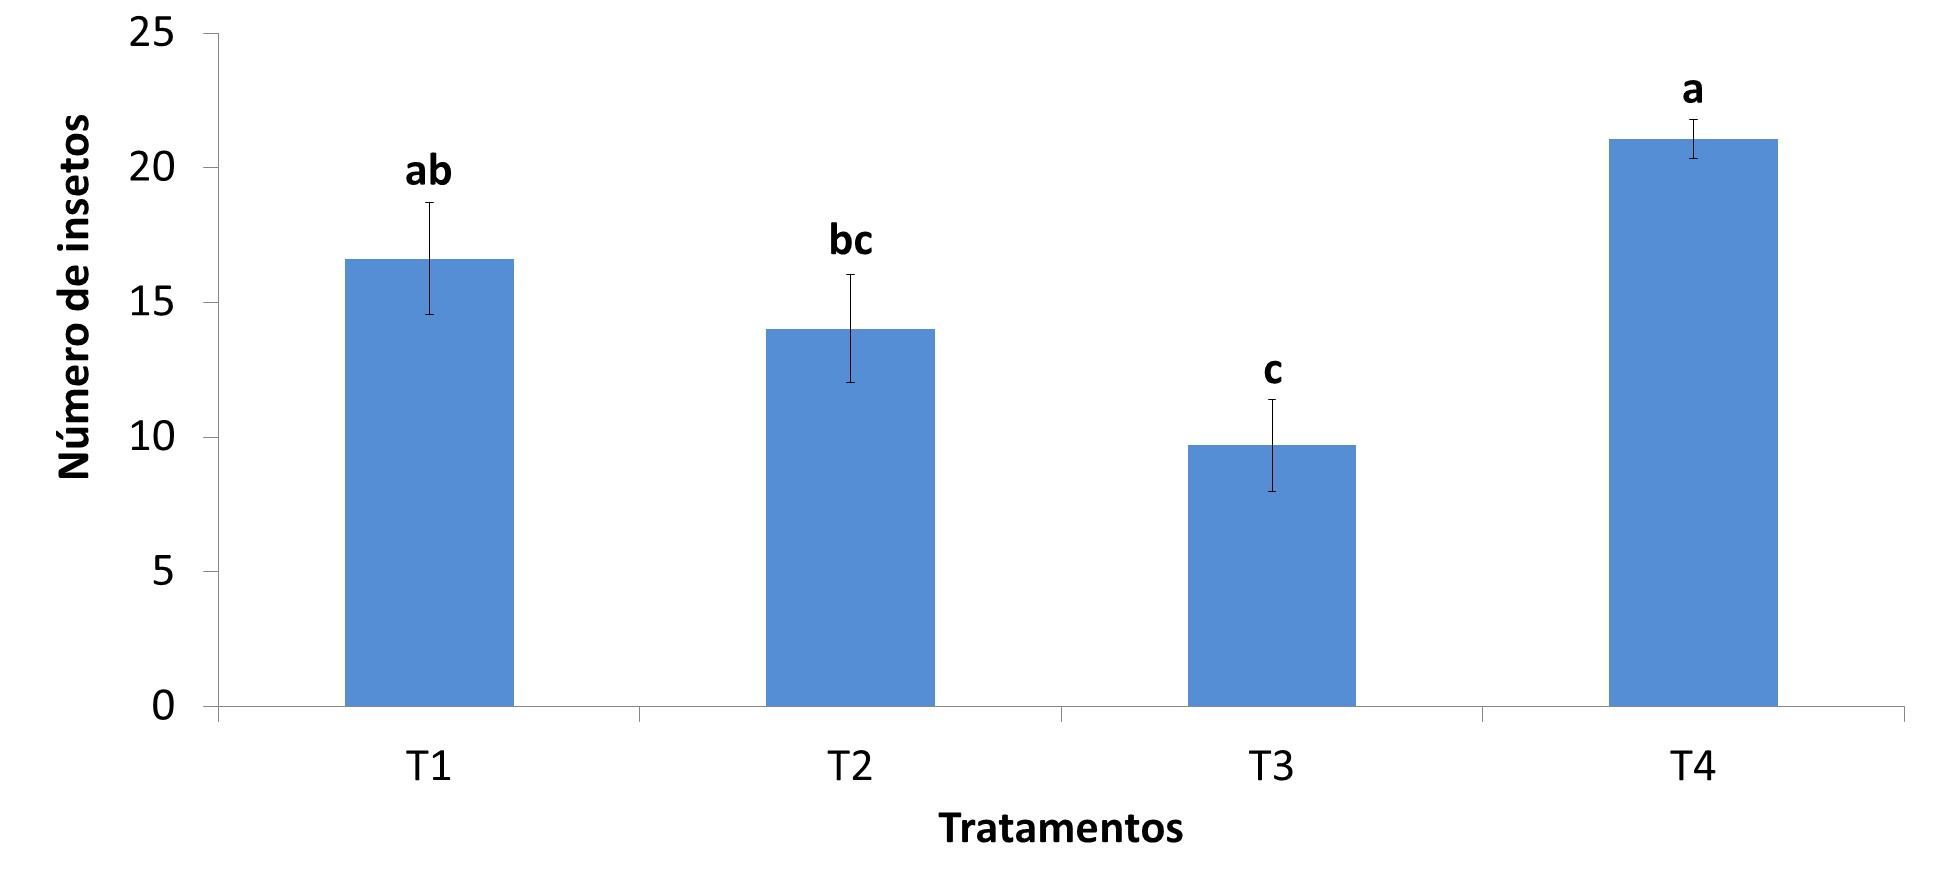 25
20
15
10
5
0
Número de insetos
ab
bc
c
a
T1 T2 T3 T4
Tratamentos